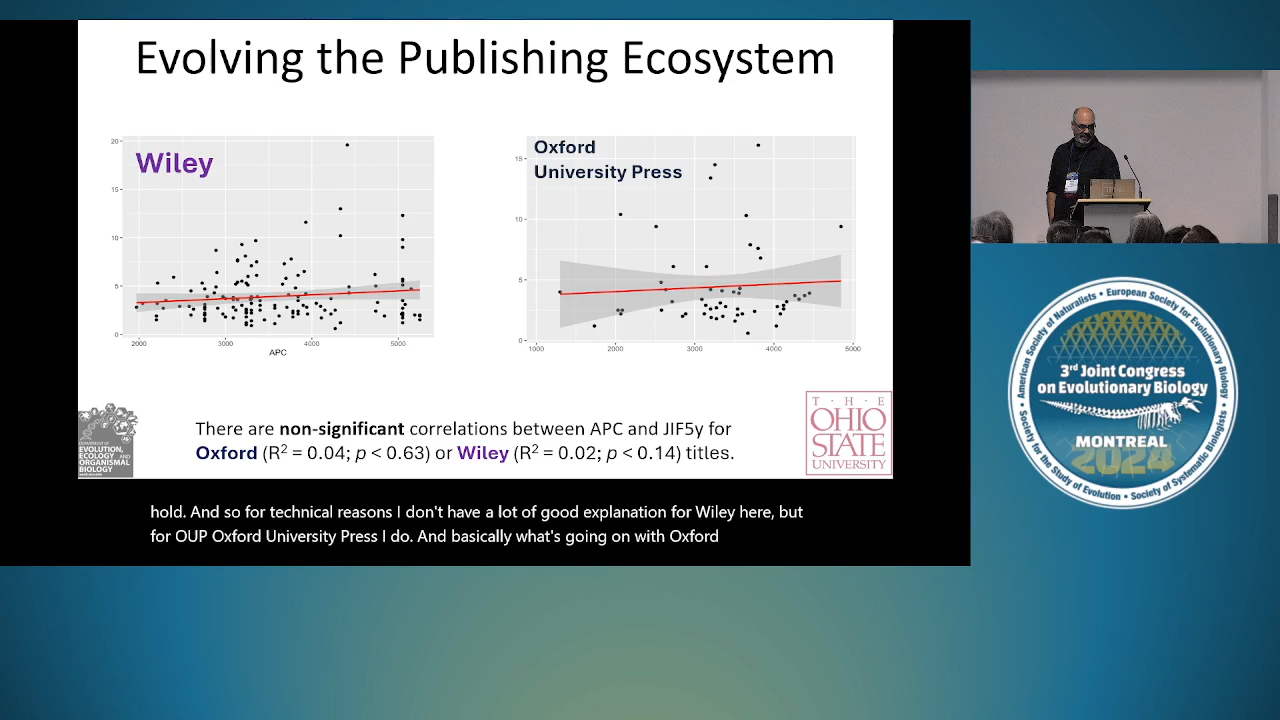 Evolving the Publishing Ecosystem
Wiley
20
15
10
5
0
2000
3000
4000
5000
APC
Oxford
University Press
15
10
5
0
1000
2000
3000
4000
5000
There are non-significant correlations between APC and JIF5y for
Oxford (R2 = 0.04; p < 0.63) or Wiley (R2 = 0.02; p < 0.14) titles.
DEPARTMENT OF
EVOLUTION,
ECOLOGY AND
ORGANISMAL
BIOLOGY
T · H · E
OHIO
STATE
UNIVERSITY
hold. And so for technical reasons I don't have a lot of good explanation for Wiley here, but
for OUP Oxford University Press I do. And basically what's going on with Oxford
American Society of Naturalists • European Society for Evolutionary Biology
3rd Joint Congress
on Evolutionary Biology
MONTREAL
2024
Society for the Study of Evolution • Society of Systematic Biologists